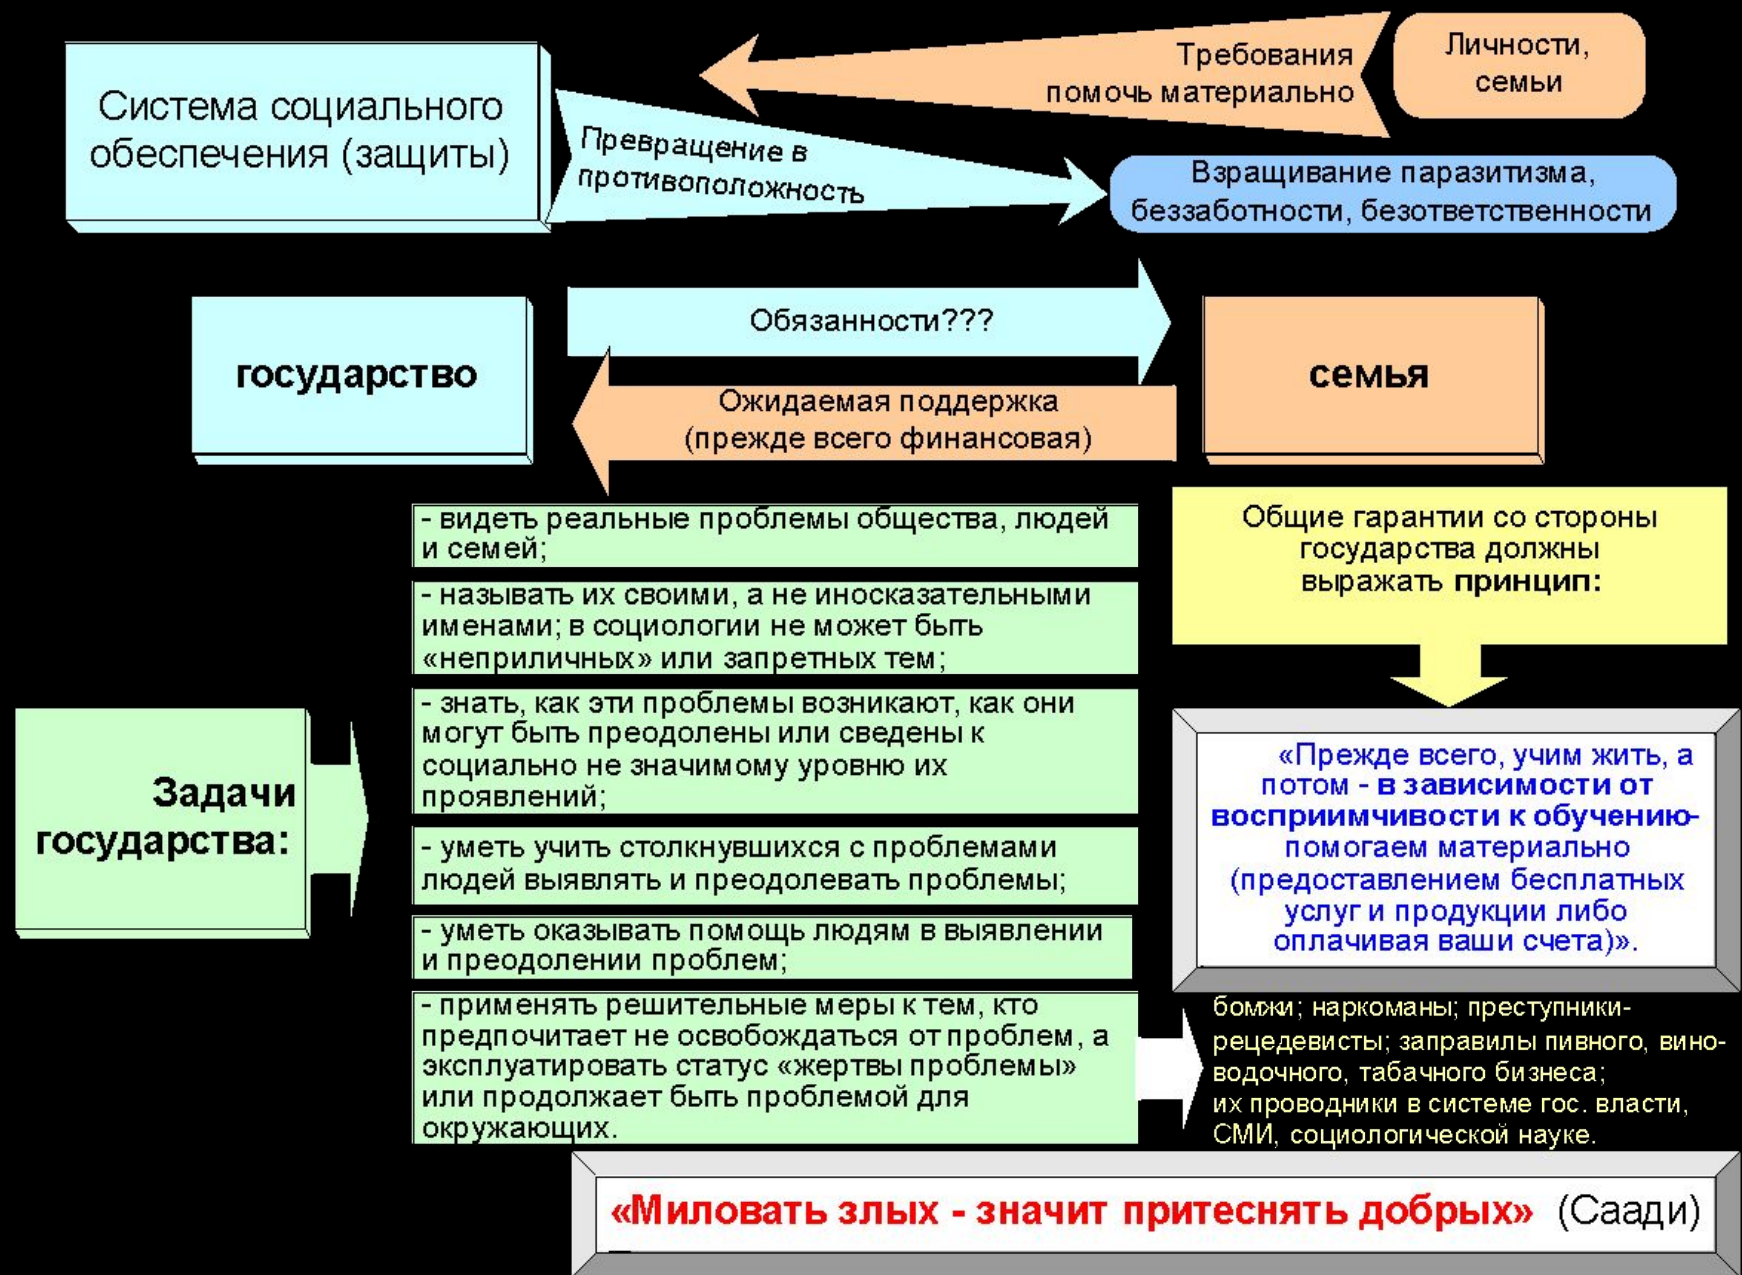 Система социального
обеспечения (защиты)
Требования
помочь материально
Личности,
семьи
Превращение в
противоположность
Взращивание паразитизма,
беззаботности, безответственности
государство
Обязанности???
Ожидаемая поддержка
(прежде всего финансовая)
семья
Задачи
государства:
- видеть реальные проблемы общества, людей
и семей;
- называть их своими, а не иносказательными
именами; в социологии не может быть
«неприличных» или запретных тем;
- знать, как эти проблемы возникают, как они
могут быть преодолены или сведены к
социально не значимому уровню их
проявлений;
- уметь учить столкнувшихся с проблемами
людей выявлять и преодолевать проблемы;
- уметь оказывать помощь людям в выявлении
и преодолении проблем;
- применять решительные меры к тем, кто
предпочитает не освобождаться от проблем, а
эксплуатировать статус «жертвы проблемы»
или продолжает быть проблемой для
окружающих.
Общие гарантии со стороны
государства должны
выражать принцип:
«Прежде всего, учим жить, а
потом - в зависимости от
восприимчивости к обучению-
помогаем материально
(предоставлением бесплатных
услуг и продукции либо
оплачивая ваши счета)».
бомжи; наркоманы; преступники-
рецедевисты; заправилы пивного, вино-
водочного, табачного бизнеса;
их проводники в системе гос. власти,
СМИ, социологической науке.
«Миловать злых - значит притеснять добрых» (Саади)